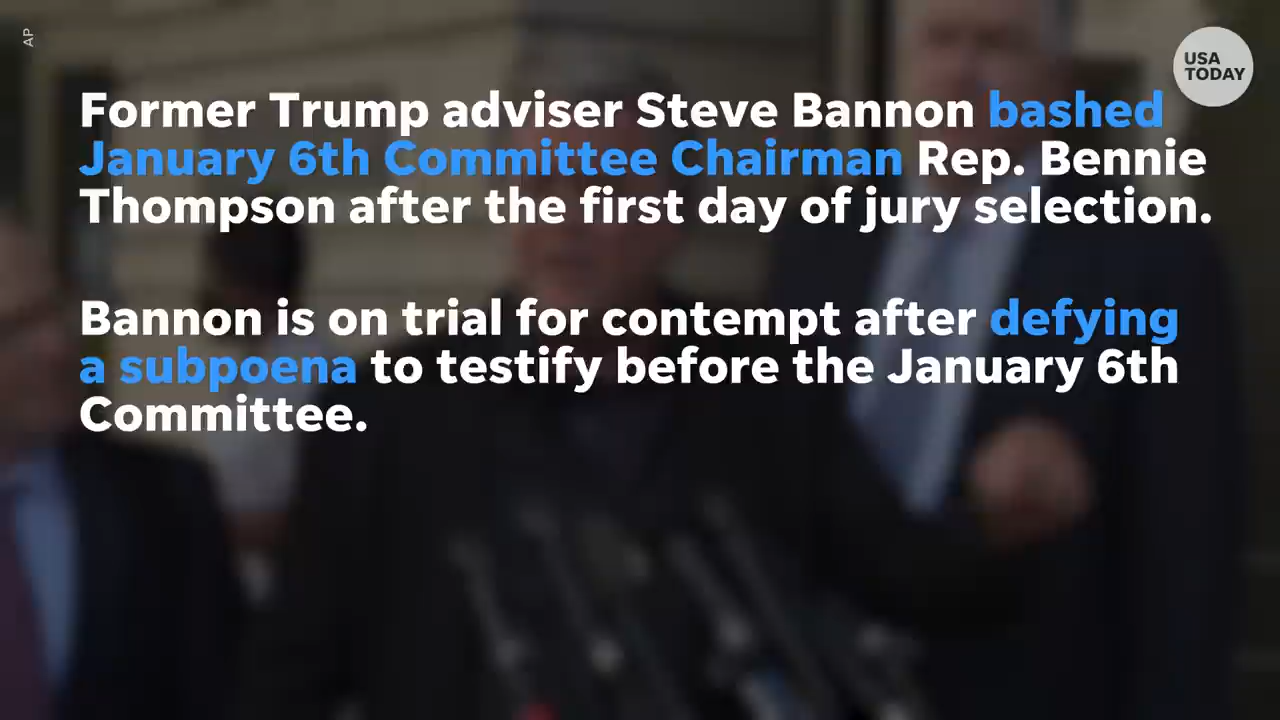 AP
USA
TODAY
Former Trump adviser Steve Bannon bashed
January 6th Committee Chairman Rep. Bennie
Thompson after the first day of jury selection.
Bannon is on trial for contempt after defying
a subpoena to testify before the January 6th
Committee.